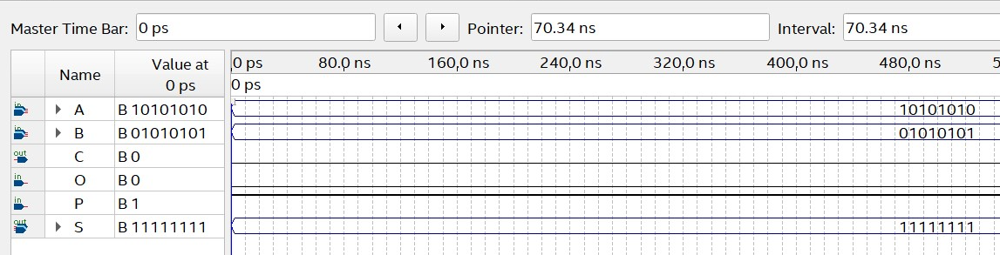 Master Time Bar: 0 ps Pointer: 70.34 ns Interval: 70.34 ns
Name Value at 0 ps 0 ps 80.0 ns 160.0 ns 240.0 ns 320.0 ns 400.0 ns 480.0 ns 5
0 ps
in A B 10101010 10101010
in B B 01010101 01010101
out C B 0
in O B 0
in P B 1
out S B 11111111 11111111